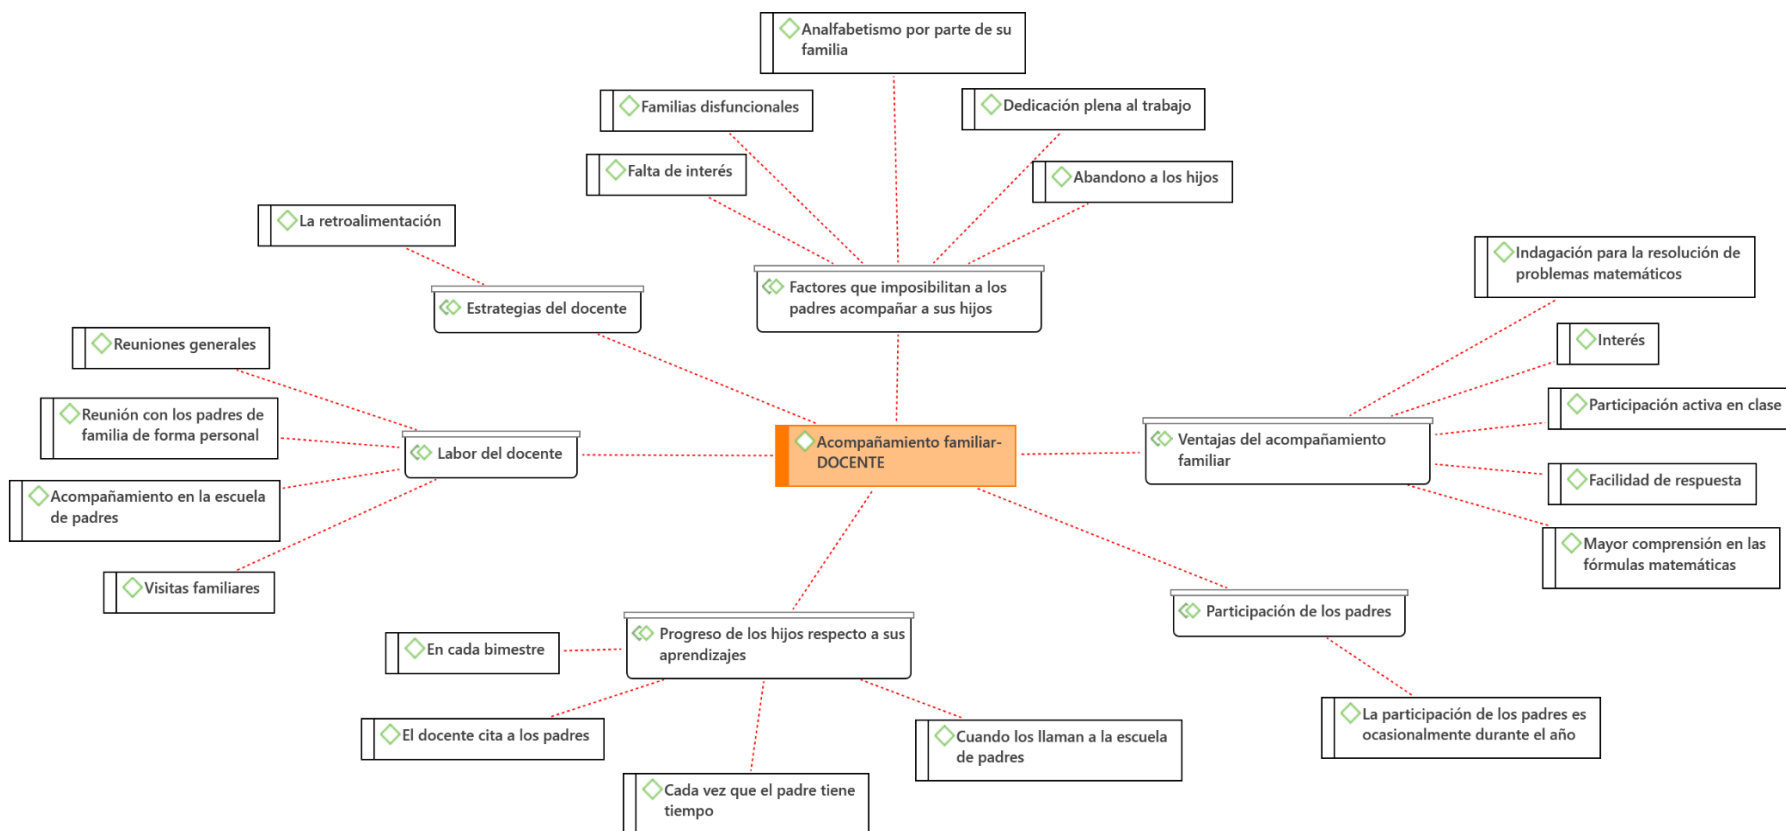 Analfabetismo por parte de su
familia
Familias disfuncionales
Dedicación plena al trabajo
Falta de interés
Abandono a los hijos
La retroalimentación
Indagación para la resolución de
problemas matemáticos
Factores que imposibilitan a los
padres acompañar a sus hijos
Estrategias del docente
Reuniones generales
Interés
Reunión con los padres de
familia de forma personal
Participación activa en clase
Labor del docente
Acompañamiento familiar-
DOCENTE
Ventajas del acompañamiento
familiar
Acompañamiento en la escuela
de padres
Facilidad de respuesta
Visitas familiares
Mayor comprensión en las
fórmulas matemáticas
Participación de los padres
Progreso de los hijos respecto a sus
aprendizajes
En cada bimestre
El docente cita a los padres
Cuando los llaman a la escuela
de padres
La participación de los padres es
ocasionalmente durante el año
Cada vez que el padre tiene
tiempo